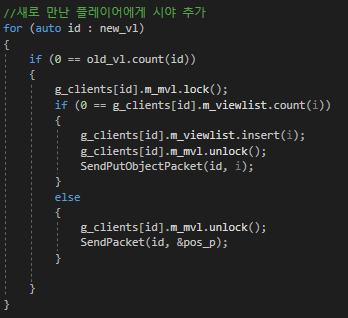 //새로 만난 플레이어에게 시야 추가
for (auto id : new_vl)
{
    if (0 == old_vl.count(id))
    {
        g_clients[id].m_mvl.lock();
        if (0 == g_clients[id].m_viewlist.count(i))
        {
            g_clients[id].m_viewlist.insert(i);
            g_clients[id].m_mvl.unlock();
            SendPutObjectPacket(id, i);
        }
        else
        {
            g_clients[id].m_mvl.unlock();
            SendPacket(id, &pos_p);
        }

    }
}